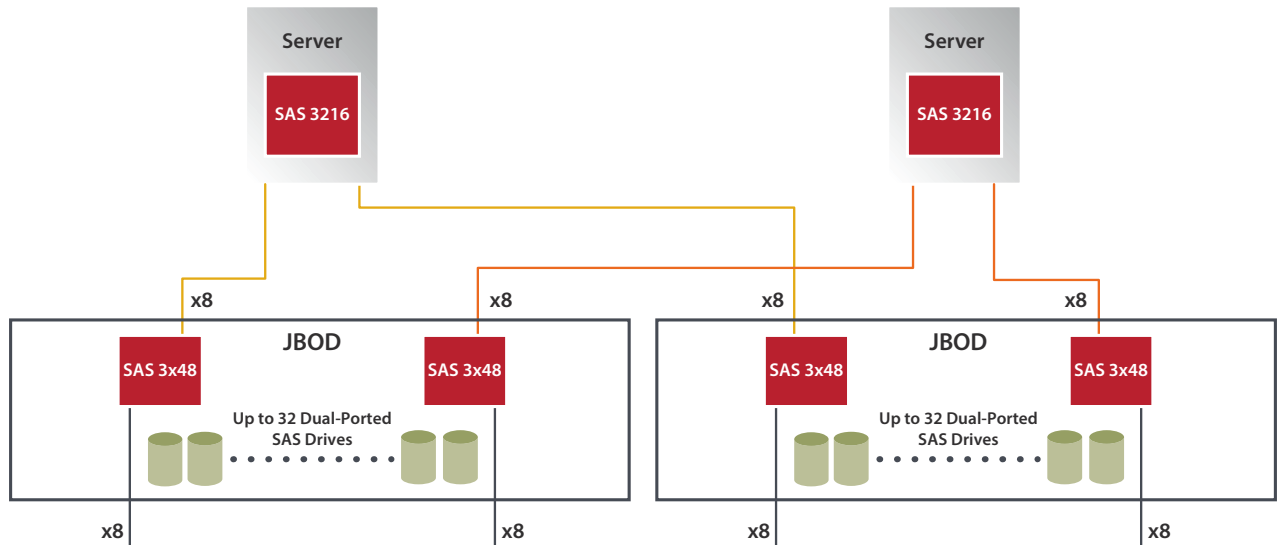 Server
Server
SAS 3216
SAS 3216
x8
x8
x8
x8
JBOD
JBOD
SAS 3x48
SAS 3x48
SAS 3x48
SAS 3x48
Up to 32 Dual-Ported
SAS Drives
Up to 32 Dual-Ported
SAS Drives
x8
x8
x8
x8